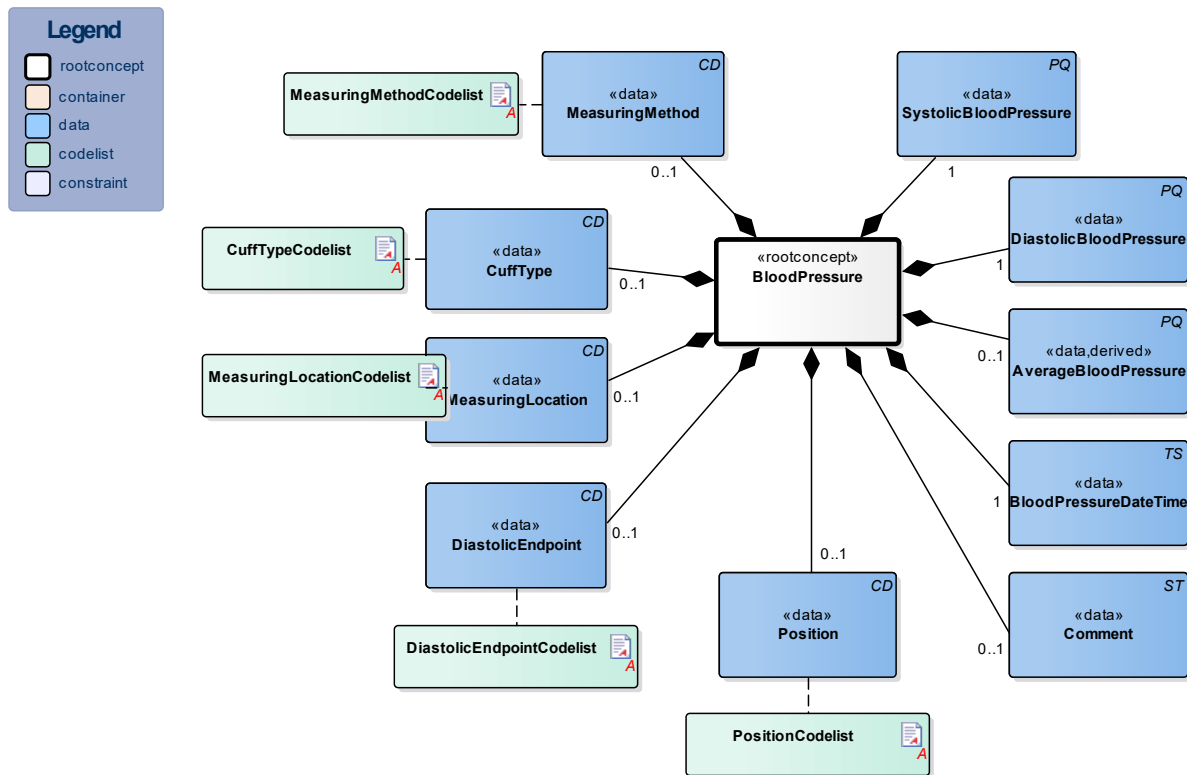 Legend
rootconcept
container
data
codelist
constraint
CD
«data»
MeasuringMethod
MeasuringMethodCodelist
A
0..1
PQ
«data»
SystolicBloodPressure
1
PQ
«data»
DiastolicBloodPressure
1
CD
«data»
CuffType
CuffTypeCodelist
A
0..1
«rootconcept»
BloodPressure
PQ
«data,derived»
AverageBloodPressure
0..1
CD
«data»
MeasuringLocation
MeasuringLocationCodelist
A
0..1
TS
«data»
BloodPressureDateTime
1
CD
«data»
DiastolicEndpoint
0..1
DiastolicEndpointCodelist
A
0..1
CD
«data»
Position
PositionCodelist
A
ST
«data»
Comment
0..1